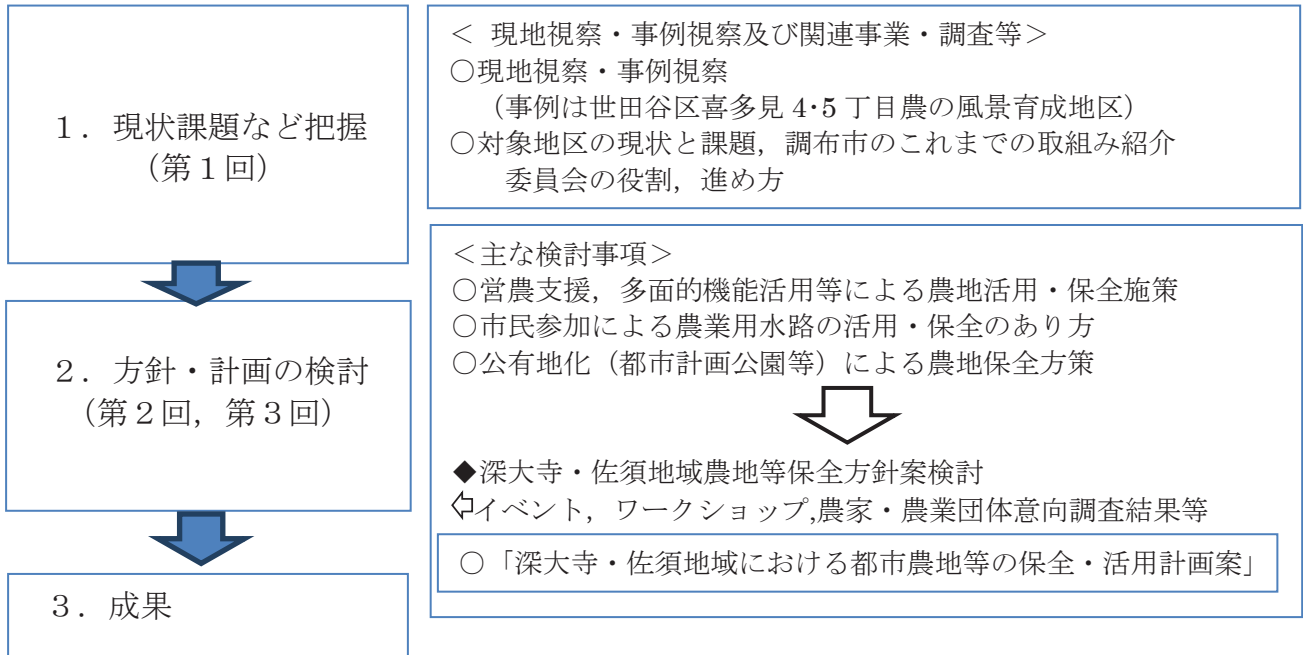 １．現状課題など把握
（第１回）
＜ 現地視察・事例視察及び関連事業・調査等＞
○現地視察・事例視察
（事例は世田谷区喜多見 4・5 丁目農の風景育成地区）
○対象地区の現状と課題，調布市のこれまでの取組み紹介
委員会の役割，進め方
２．方針・計画の検討
（第２回，第３回）
＜主な検討事項＞
○営農支援，多面的機能活用等による農地活用・保全施策
○市民参加による農業用水路の活用・保全のあり方
○公有地化（都市計画公園等）による農地保全方策
◆深大寺・佐須地域農地等保全方針案検討
イベント，ワークショップ,農家・農業団体意向調査結果等
○「深大寺・佐須地域における都市農地等の保全・活用計画案」
３．成果